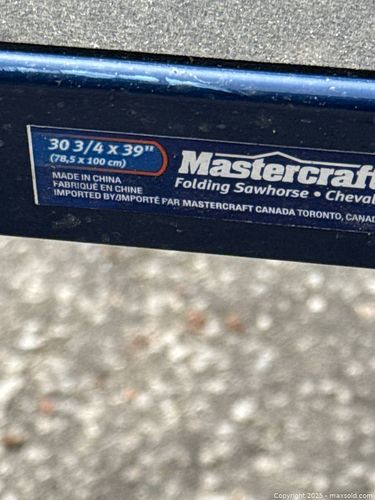 30 3/4 x 39"
(78,5 x 100 cm)
MADE IN CHINA
FABRIQUÉ EN CHINE
IMPORTED BY/IMPORTÉ PAR MASTERCRAFT CANADA TORONTO, CANAD
Mastercraft
Folding Sawhorse • Cheval
Copyright © 2025 - maxsold.com